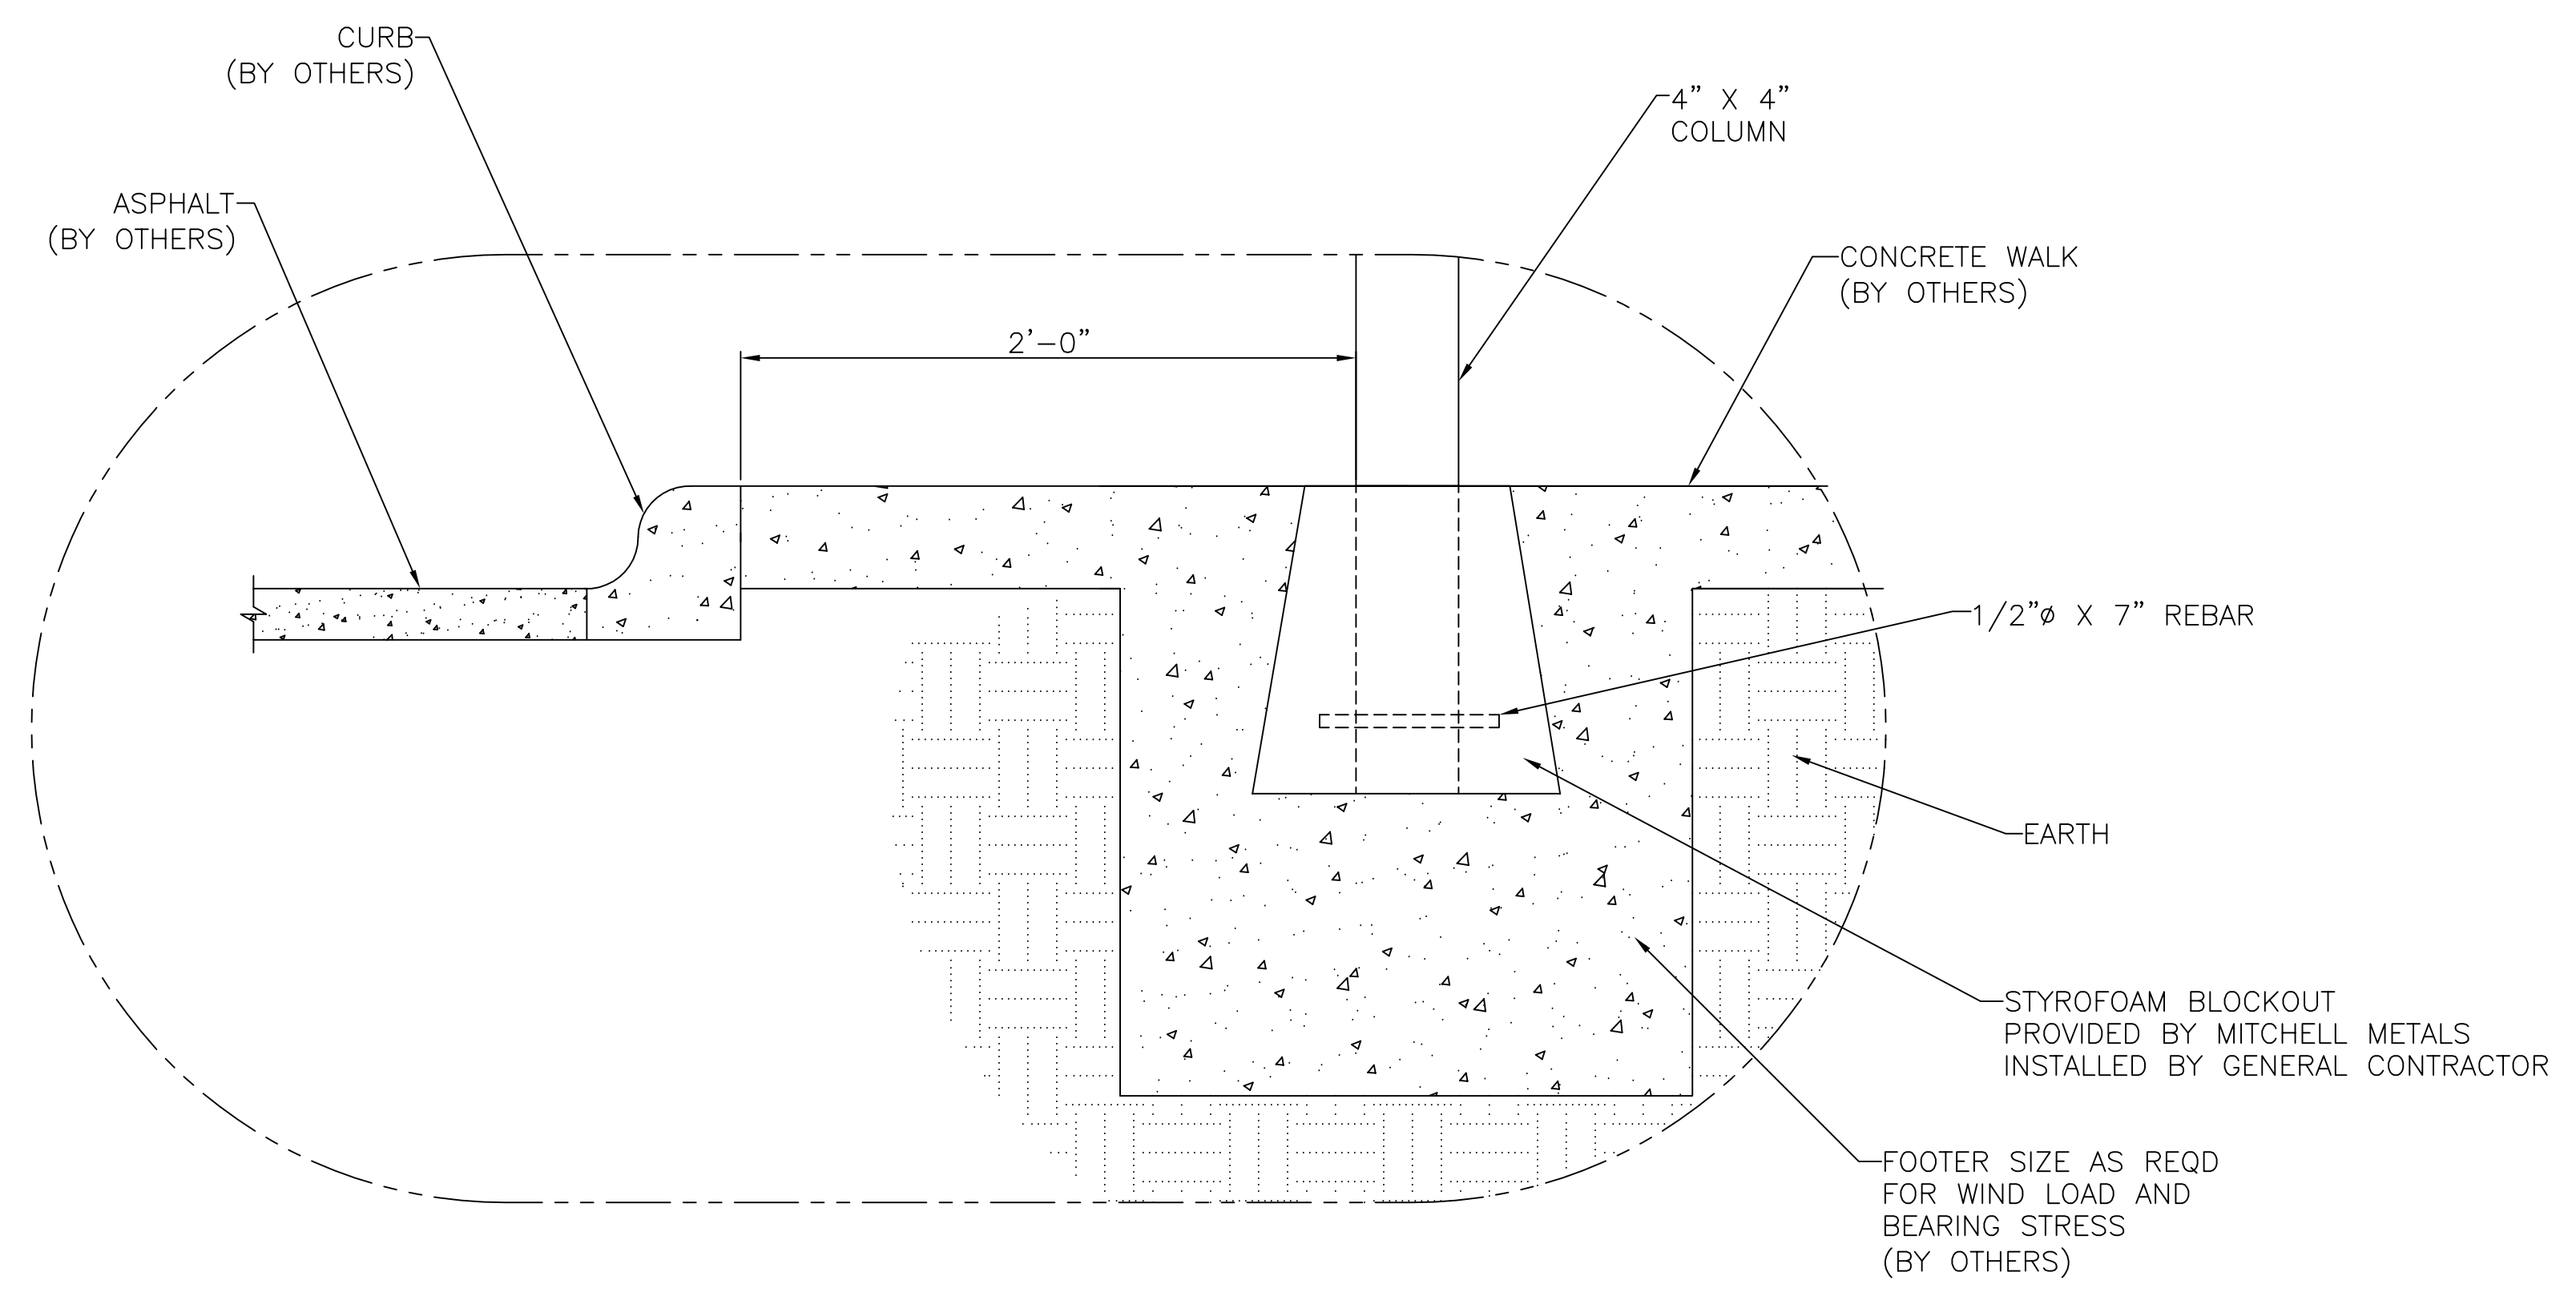 CURB
(BY OTHERS)
4” X 4”
COLUMN
ASPHALT
(BY OTHERS)
CONCRETE WALK
(BY OTHERS)
2’-0”
1/2”ø X 7” REBAR
EARTH
STYROFOAM BLOCKOUT
PROVIDED BY MITCHELL METALS
INSTALLED BY GENERAL CONTRACTOR
FOOTER SIZE AS REQD
FOR WIND LOAD AND
BEARING STRESS
(BY OTHERS)